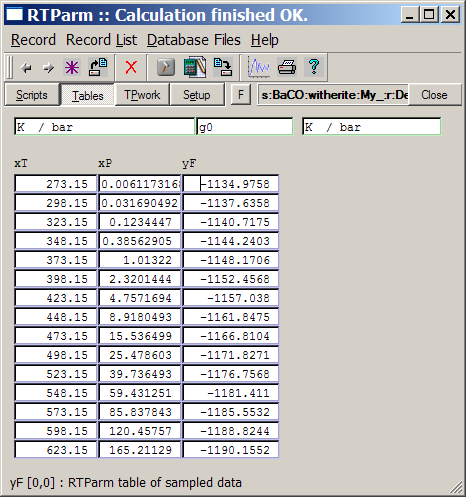 RTParm :: Calculation finished OK.
Record Record List Database Files Help
Scripts Tables TPwork Setup F s:BaCO:witherite:My_:r:De Close
K / bar g0 K / bar
xT xP yF
273.15 0.006117316 -1134.9758
298.15 0.031690492 -1137.6358
323.15 0.1234447 -1140.7175
348.15 0.38562905 -1144.2403
373.15 1.01322 -1148.1706
398.15 2.3201444 -1152.4568
423.15 4.7571694 -1157.038
448.15 8.9180493 -1161.8475
473.15 15.536499 -1166.8104
498.15 25.478603 -1171.8271
523.15 39.736493 -1176.7568
548.15 59.431251 -1181.411
573.15 85.837843 -1185.5532
598.15 120.45757 -1188.8244
623.15 165.21129 -1190.1552
yF [0,0] : RTParm table of sampled data